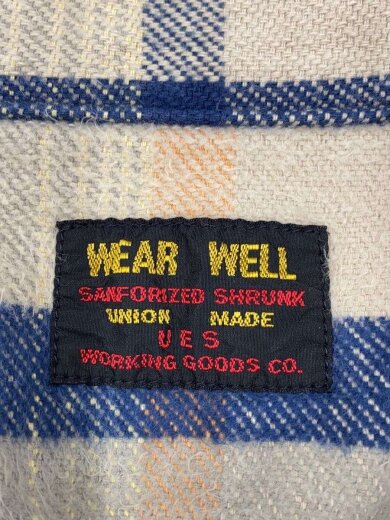 WEAR WELL
SANFORIZED SHRUNK
UNION MADE
UES
WORKING GOODS CO.